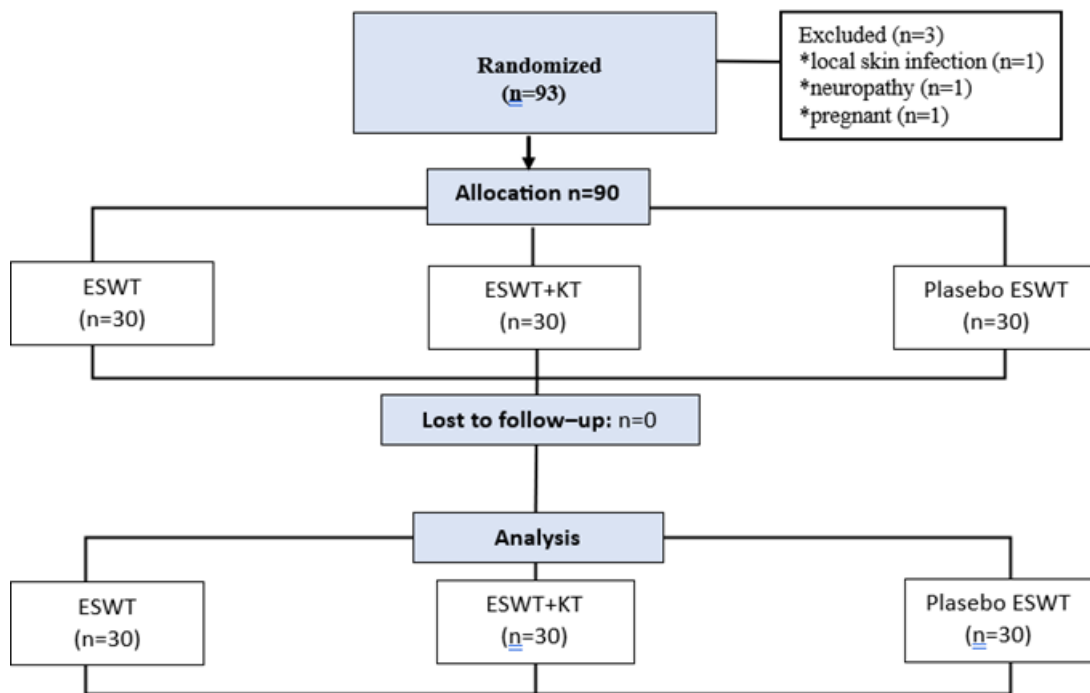 Randomized
(n=93)
Excluded (n=3)
*local skin infection (n=1)
*neuropathy (n=1)
*pregnant (n=1)
Allocation n=90
ESWT
(n=30)
ESWT+KT
(n=30)
Plasebo ESWT
(n=30)
Lost to follow–up: n=0
Analysis
ESWT
(n=30)
ESWT+KT
(n=30)
Plasebo ESWT
(n=30)